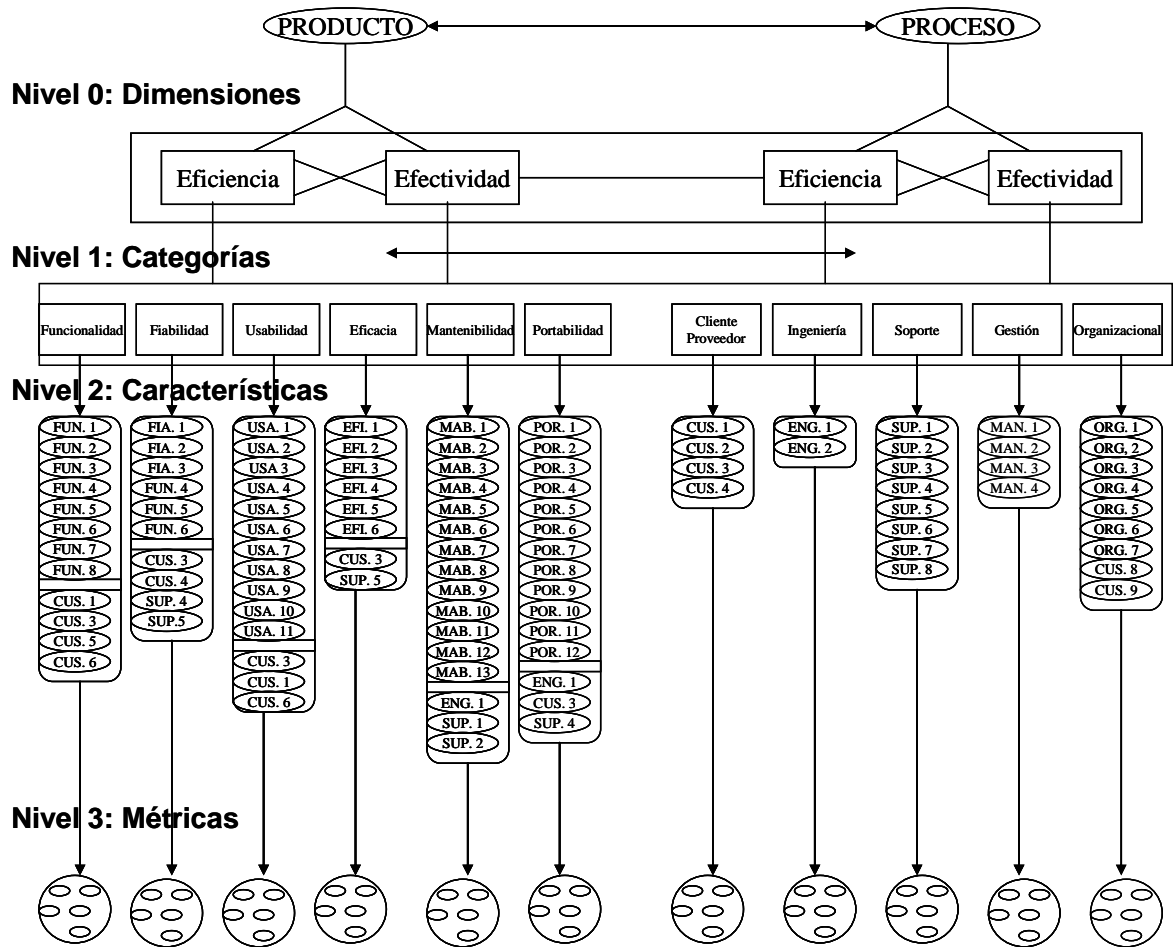 PRODUCTO
PROCESO
Nivel 0: Dimensiones
Eficiencia
Efectividad
Eficiencia
Efectividad
Nivel 1: Categorías
Funcionalidad
Fiabilidad
Usabilidad
Eficacia
Mantenibilidad
Portabilidad
Cliente
Proveedor
Ingeniería
Soporte
Gestión
Organizacional
Nivel 2: Características
FUN. 1
FUN. 2
FUN. 3
FUN. 4
FUN. 5
FUN. 6
FUN. 7
FUN. 8
CUS. 1
CUS. 3
CUS. 5
CUS. 6
FIA. 1
FIA. 2
FIA. 3
FUN. 4
FUN. 5
FUN. 6
CUS. 3
CUS. 4
SUP. 4
SUP.5
USA. 1
USA. 2
USA 3
USA. 4
USA. 5
USA. 6
USA. 7
USA. 8
USA. 9
USA. 10
USA. 11
CUS. 3
CUS. 1
CUS. 6
EFI. 1
EFI. 2
EFI. 3
EFI. 4
EFI. 5
EFI. 6
CUS. 3
SUP. 5
MAB. 1
MAB. 2
MAB. 3
MAB. 4
MAB. 5
MAB. 6
MAB. 7
MAB. 8
MAB. 9
MAB. 10
MAB. 11
MAB. 12
MAB. 13
ENG. 1
SUP. 1
SUP. 2
POR. 1
POR. 2
POR. 3
POR. 4
POR. 5
POR. 6
POR. 7
POR. 8
POR. 9
POR. 10
POR. 11
POR. 12
ENG. 1
CUS. 3
SUP. 4
CUS. 1
CUS. 2
CUS. 3
CUS. 4
ENG. 1
ENG. 2
SUP. 1
SUP. 2
SUP. 3
SUP. 4
SUP. 5
SUP. 6
SUP. 7
SUP. 8
MAN. 1
MAN. 2
MAN. 3
MAN. 4
ORG. 1
ORG, 2
ORG. 3
ORG. 4
ORG. 5
ORG. 6
ORG. 7
CUS. 8
CUS. 9
Nivel 3: Métricas